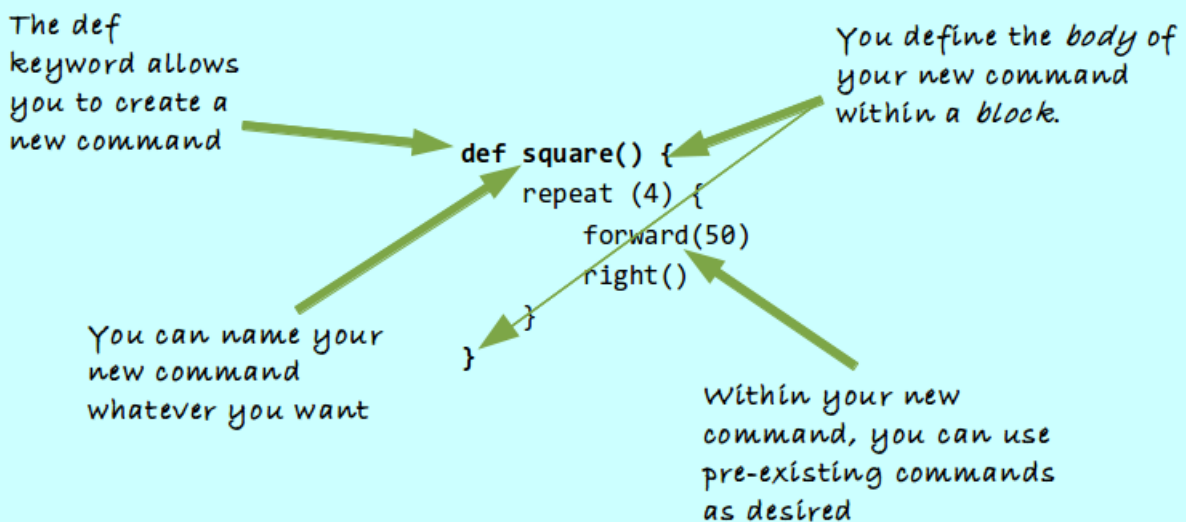 The def
keyword allows
you to create a
new command
You define the body of
your new command
within a block.
def square() {
repeat (4) {
forward(50)
right()
}
}
You can name your
new command
whatever you want
Within your new
command, you can use
pre-existing commands
as desired